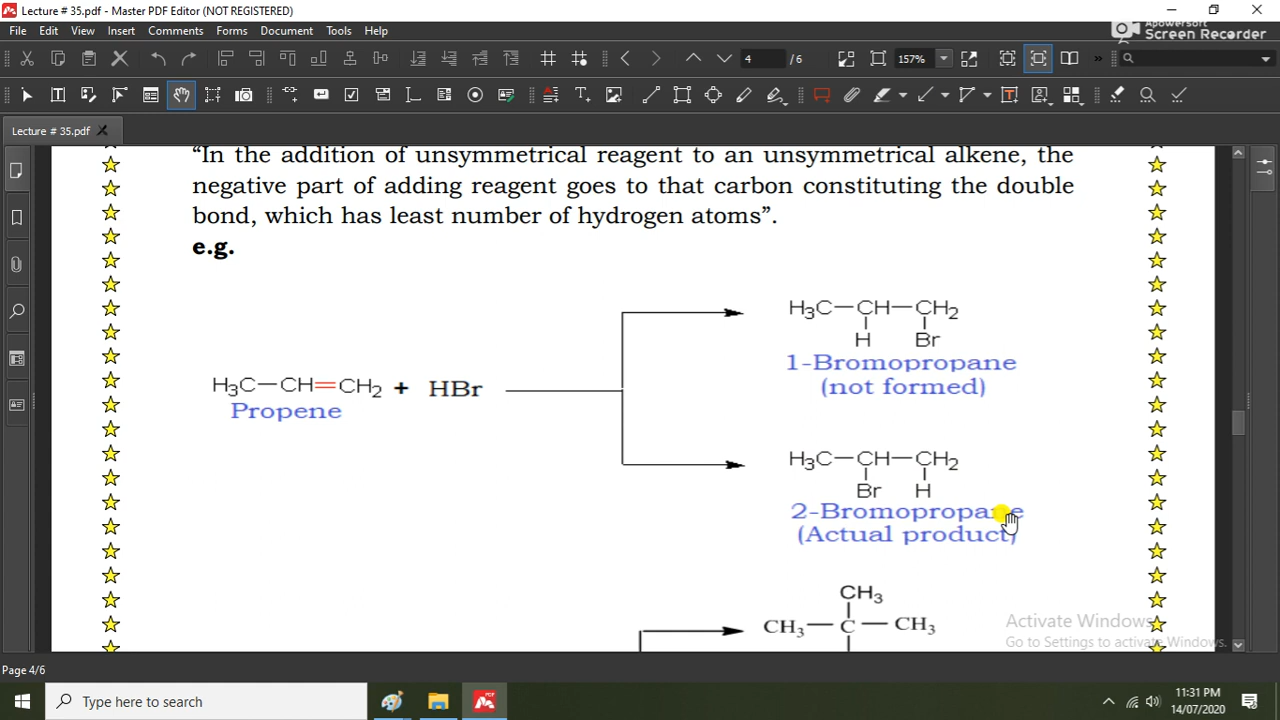 Lecture # 35.pdf - Master PDF Editor (NOT REGISTERED)
File Edit View Insert Comments Forms Document Tools Help
Apowersoft
Screen Recorder
4 / 6 157%
Lecture # 35.pdf
“In the addition of unsymmetrical reagent to an unsymmetrical alkene, the
negative part of adding reagent goes to that carbon constituting the double
bond, which has least number of hydrogen atoms”.
e.g.
H₃C—CH—CH₂
H Br
1-Bromopropane
(not formed)
H₃C—CH=CH₂ + HBr
Propene
H₃C—CH—CH₂
Br H
2-Bromopropane
(Actual product)
CH₃
CH₃—C—CH₃
Activate Windows
Go to Settings to activate Windows.
Page 4/6
Type here to search
11:31 PM
14/07/2020